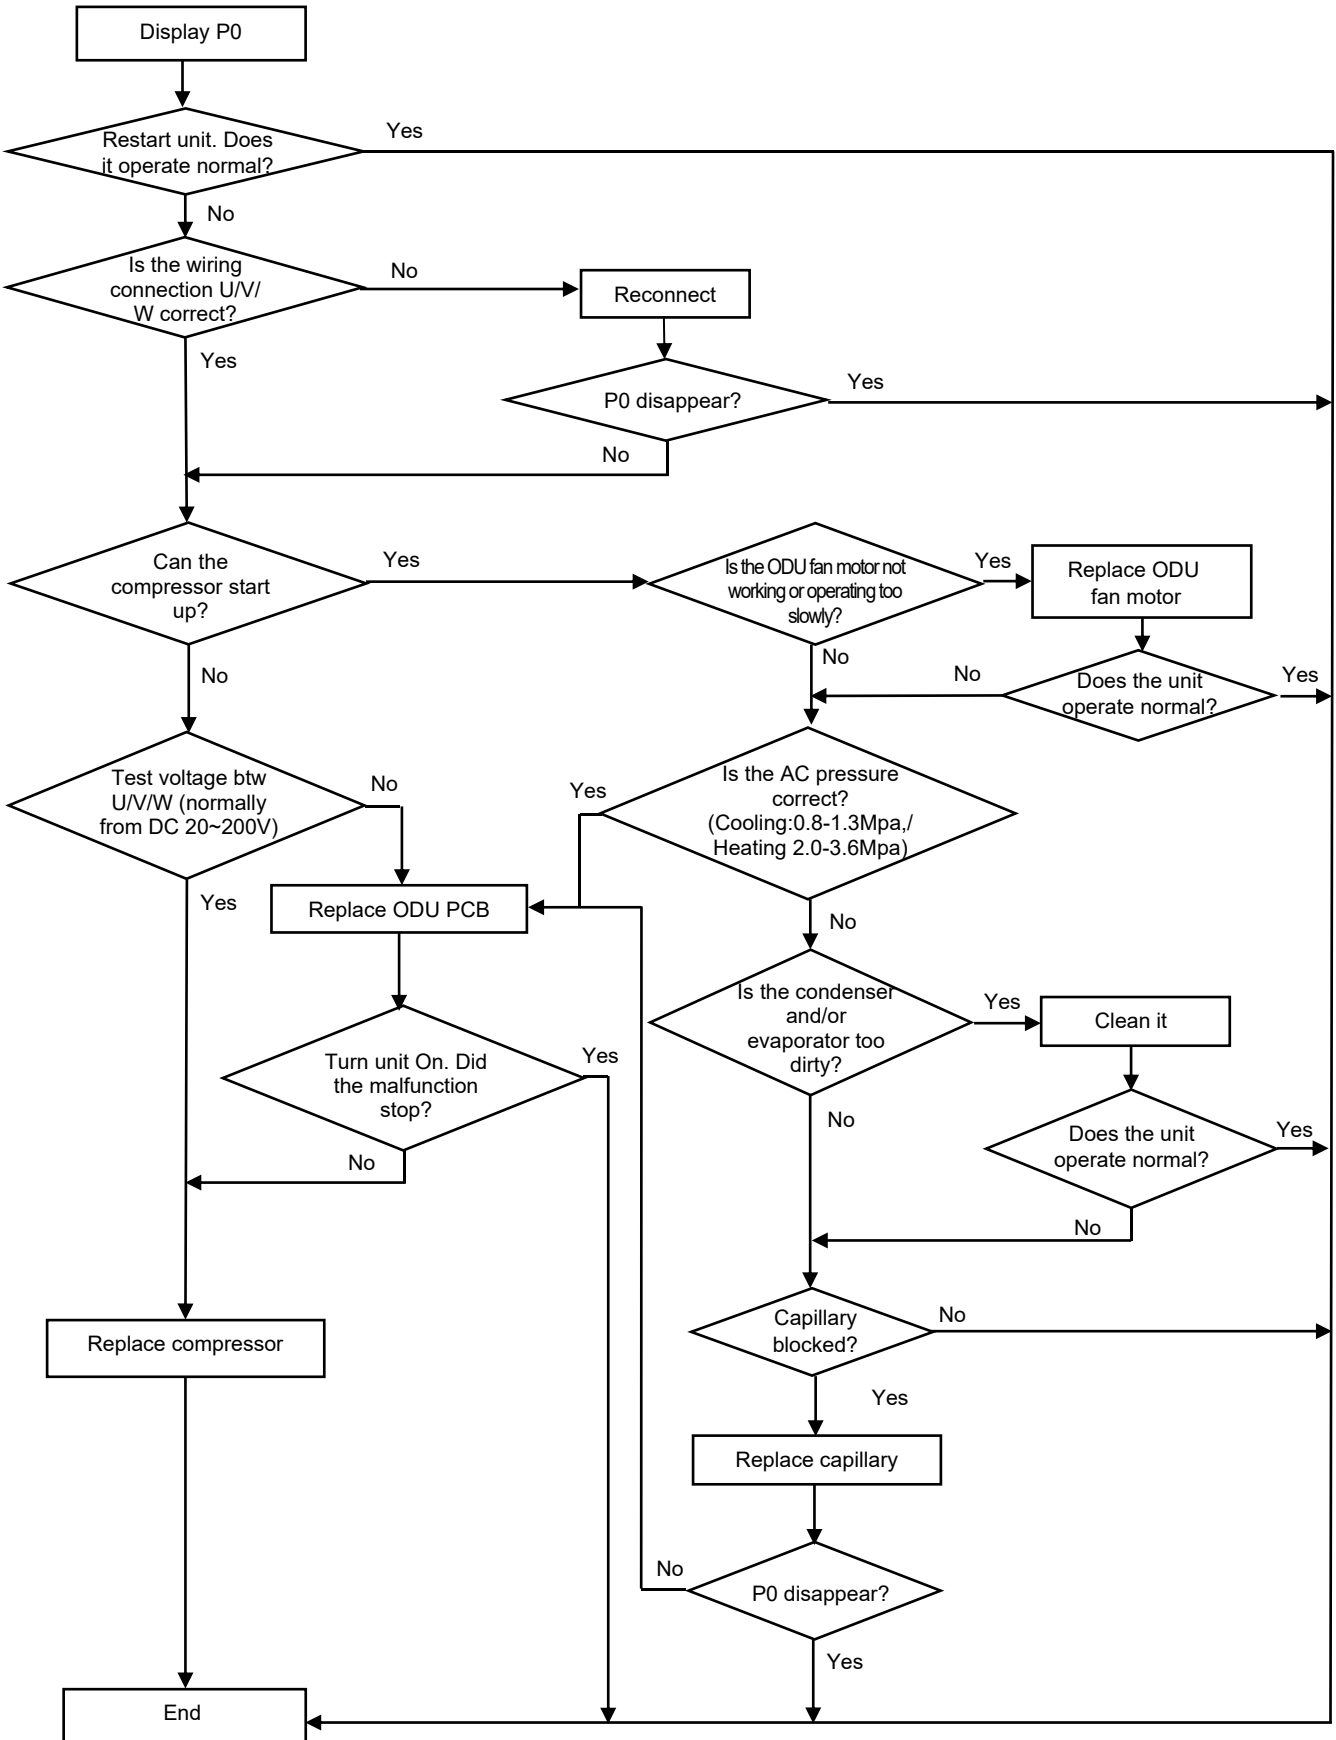 Display P0
Restart unit. Does
it operate normal?
Yes
No
Is the wiring
connection U/V/
W correct?
No
Reconnect
Yes
P0 disappear?
Yes
No
Can the
compressor start
up?
Yes
Is the ODU fan motor not
working or operating too
slowly?
Yes
Replace ODU
fan motor
No
No
Does the unit
operate normal?
Yes
No
Test voltage btw
U/V/W (normally
from DC 20~200V)
No
Yes
Is the AC pressure
correct?
(Cooling:0.8-1.3Mpa,/
Heating 2.0-3.6Mpa)
Yes
Replace ODU PCB
No
Is the condenser
and/or
evaporator too
dirty?
Yes
Clean it
Turn unit On. Did
the malfunction
stop?
Yes
No
Does the unit
operate normal?
Yes
No
No
Replace compressor
Capillary
blocked?
No
Yes
Replace capillary
No
P0 disappear?
Yes
End